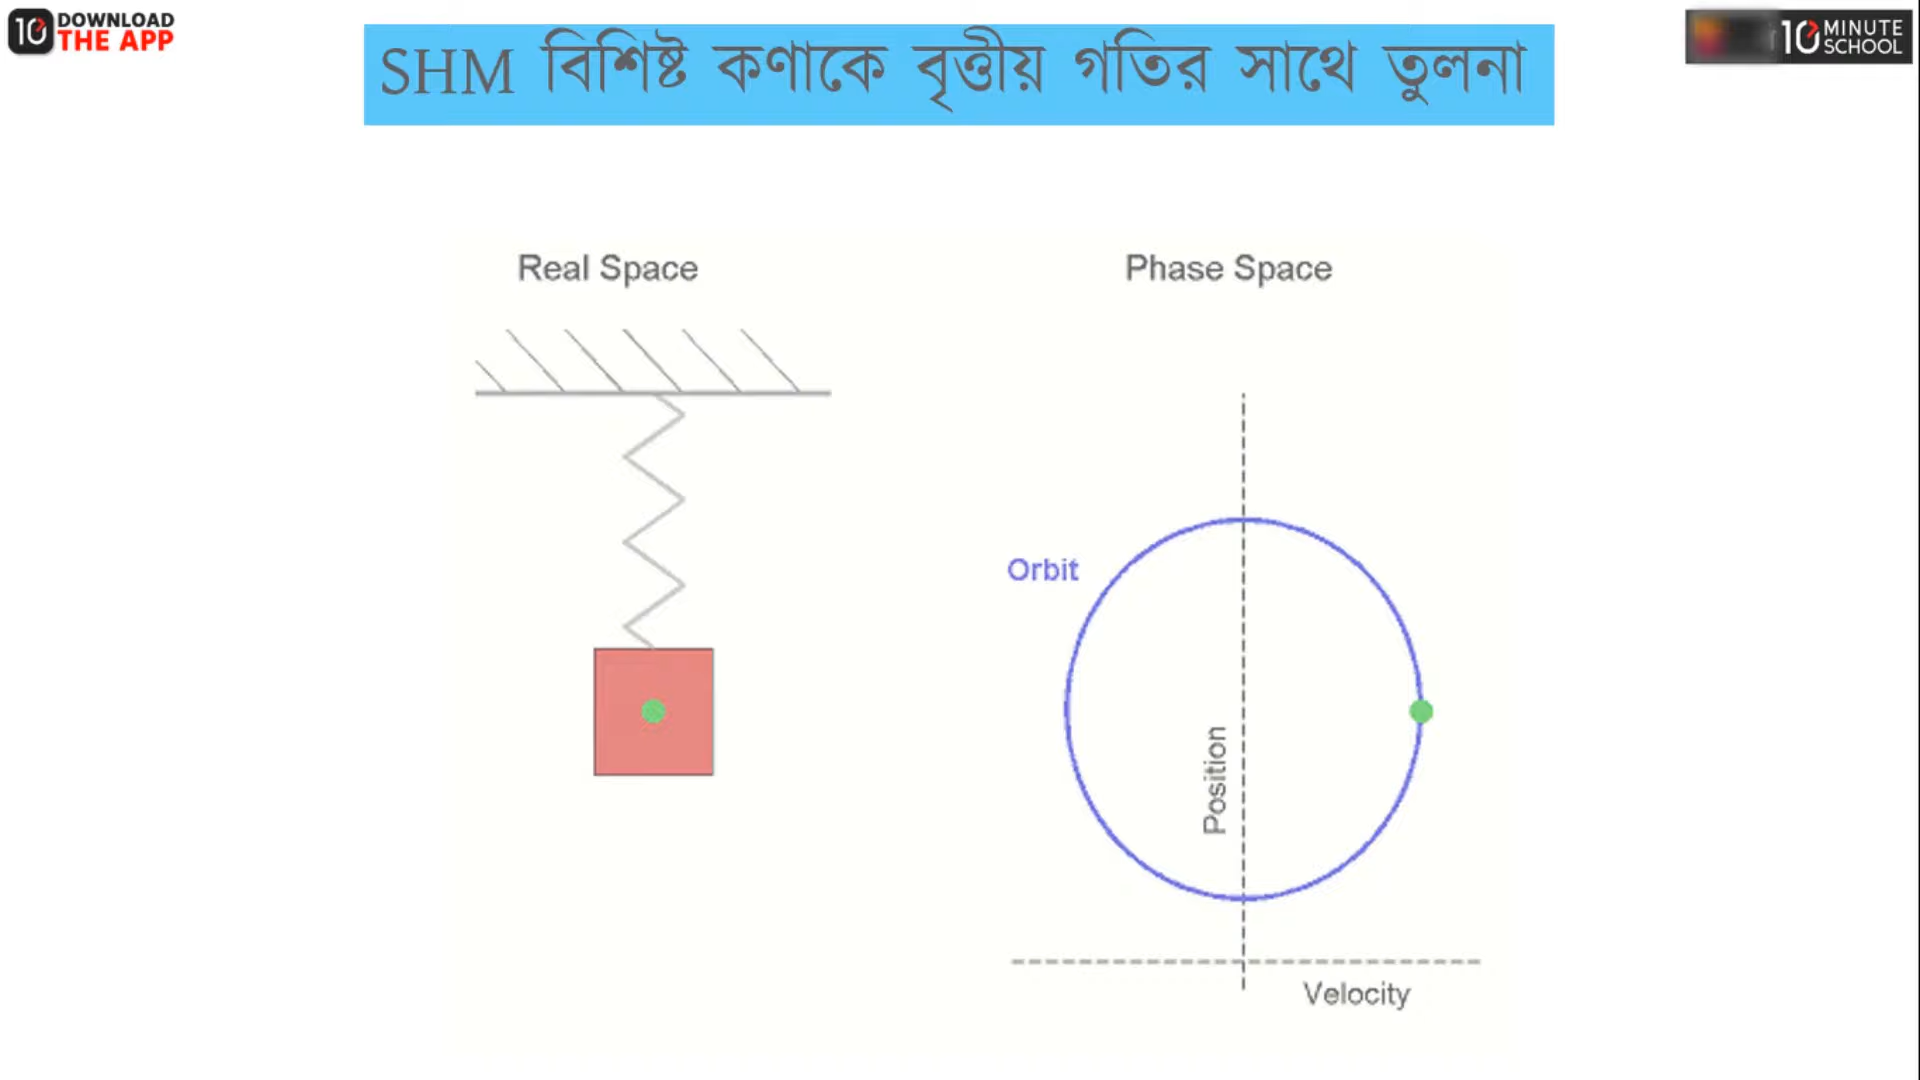 10 DOWNLOAD
THE APP
SHM বিশিষ্ট কণাকে বৃত্তীয় গতির সাথে তুলনা
10 MINUTE
SCHOOL
Real Space
Phase Space
Orbit
Position
Velocity